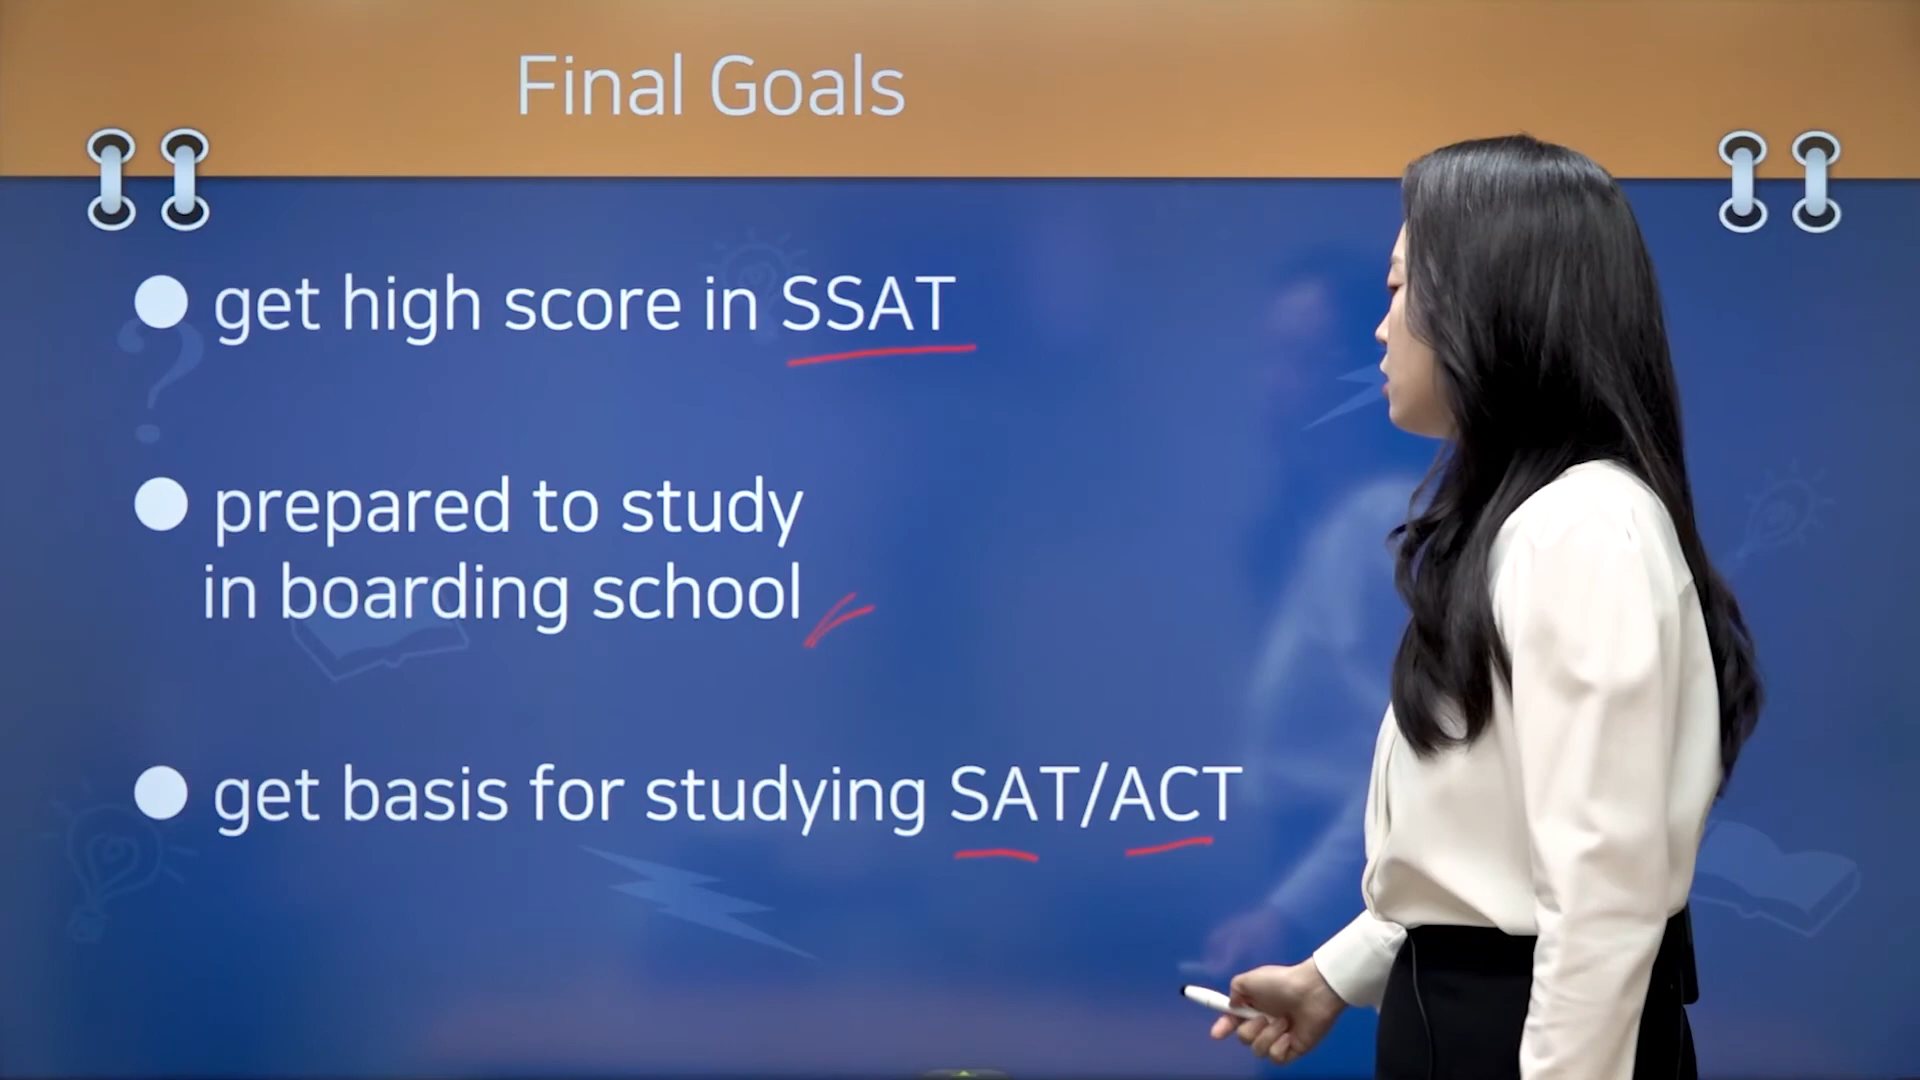 Final Goals
get high score in SSAT
prepared to study
in boarding school
get basis for studying SAT/ACT